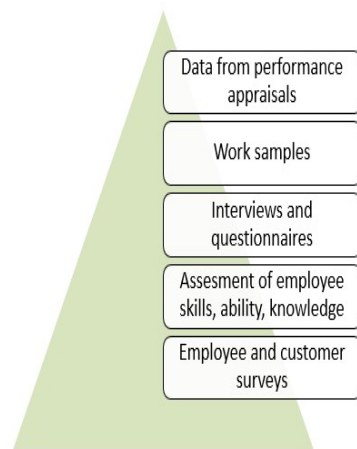 Data from performance
appraisals
Work samples
Interviews and
questionnaires
Assesment of employee
skills, ability, knowledge
Employee and customer
surveys